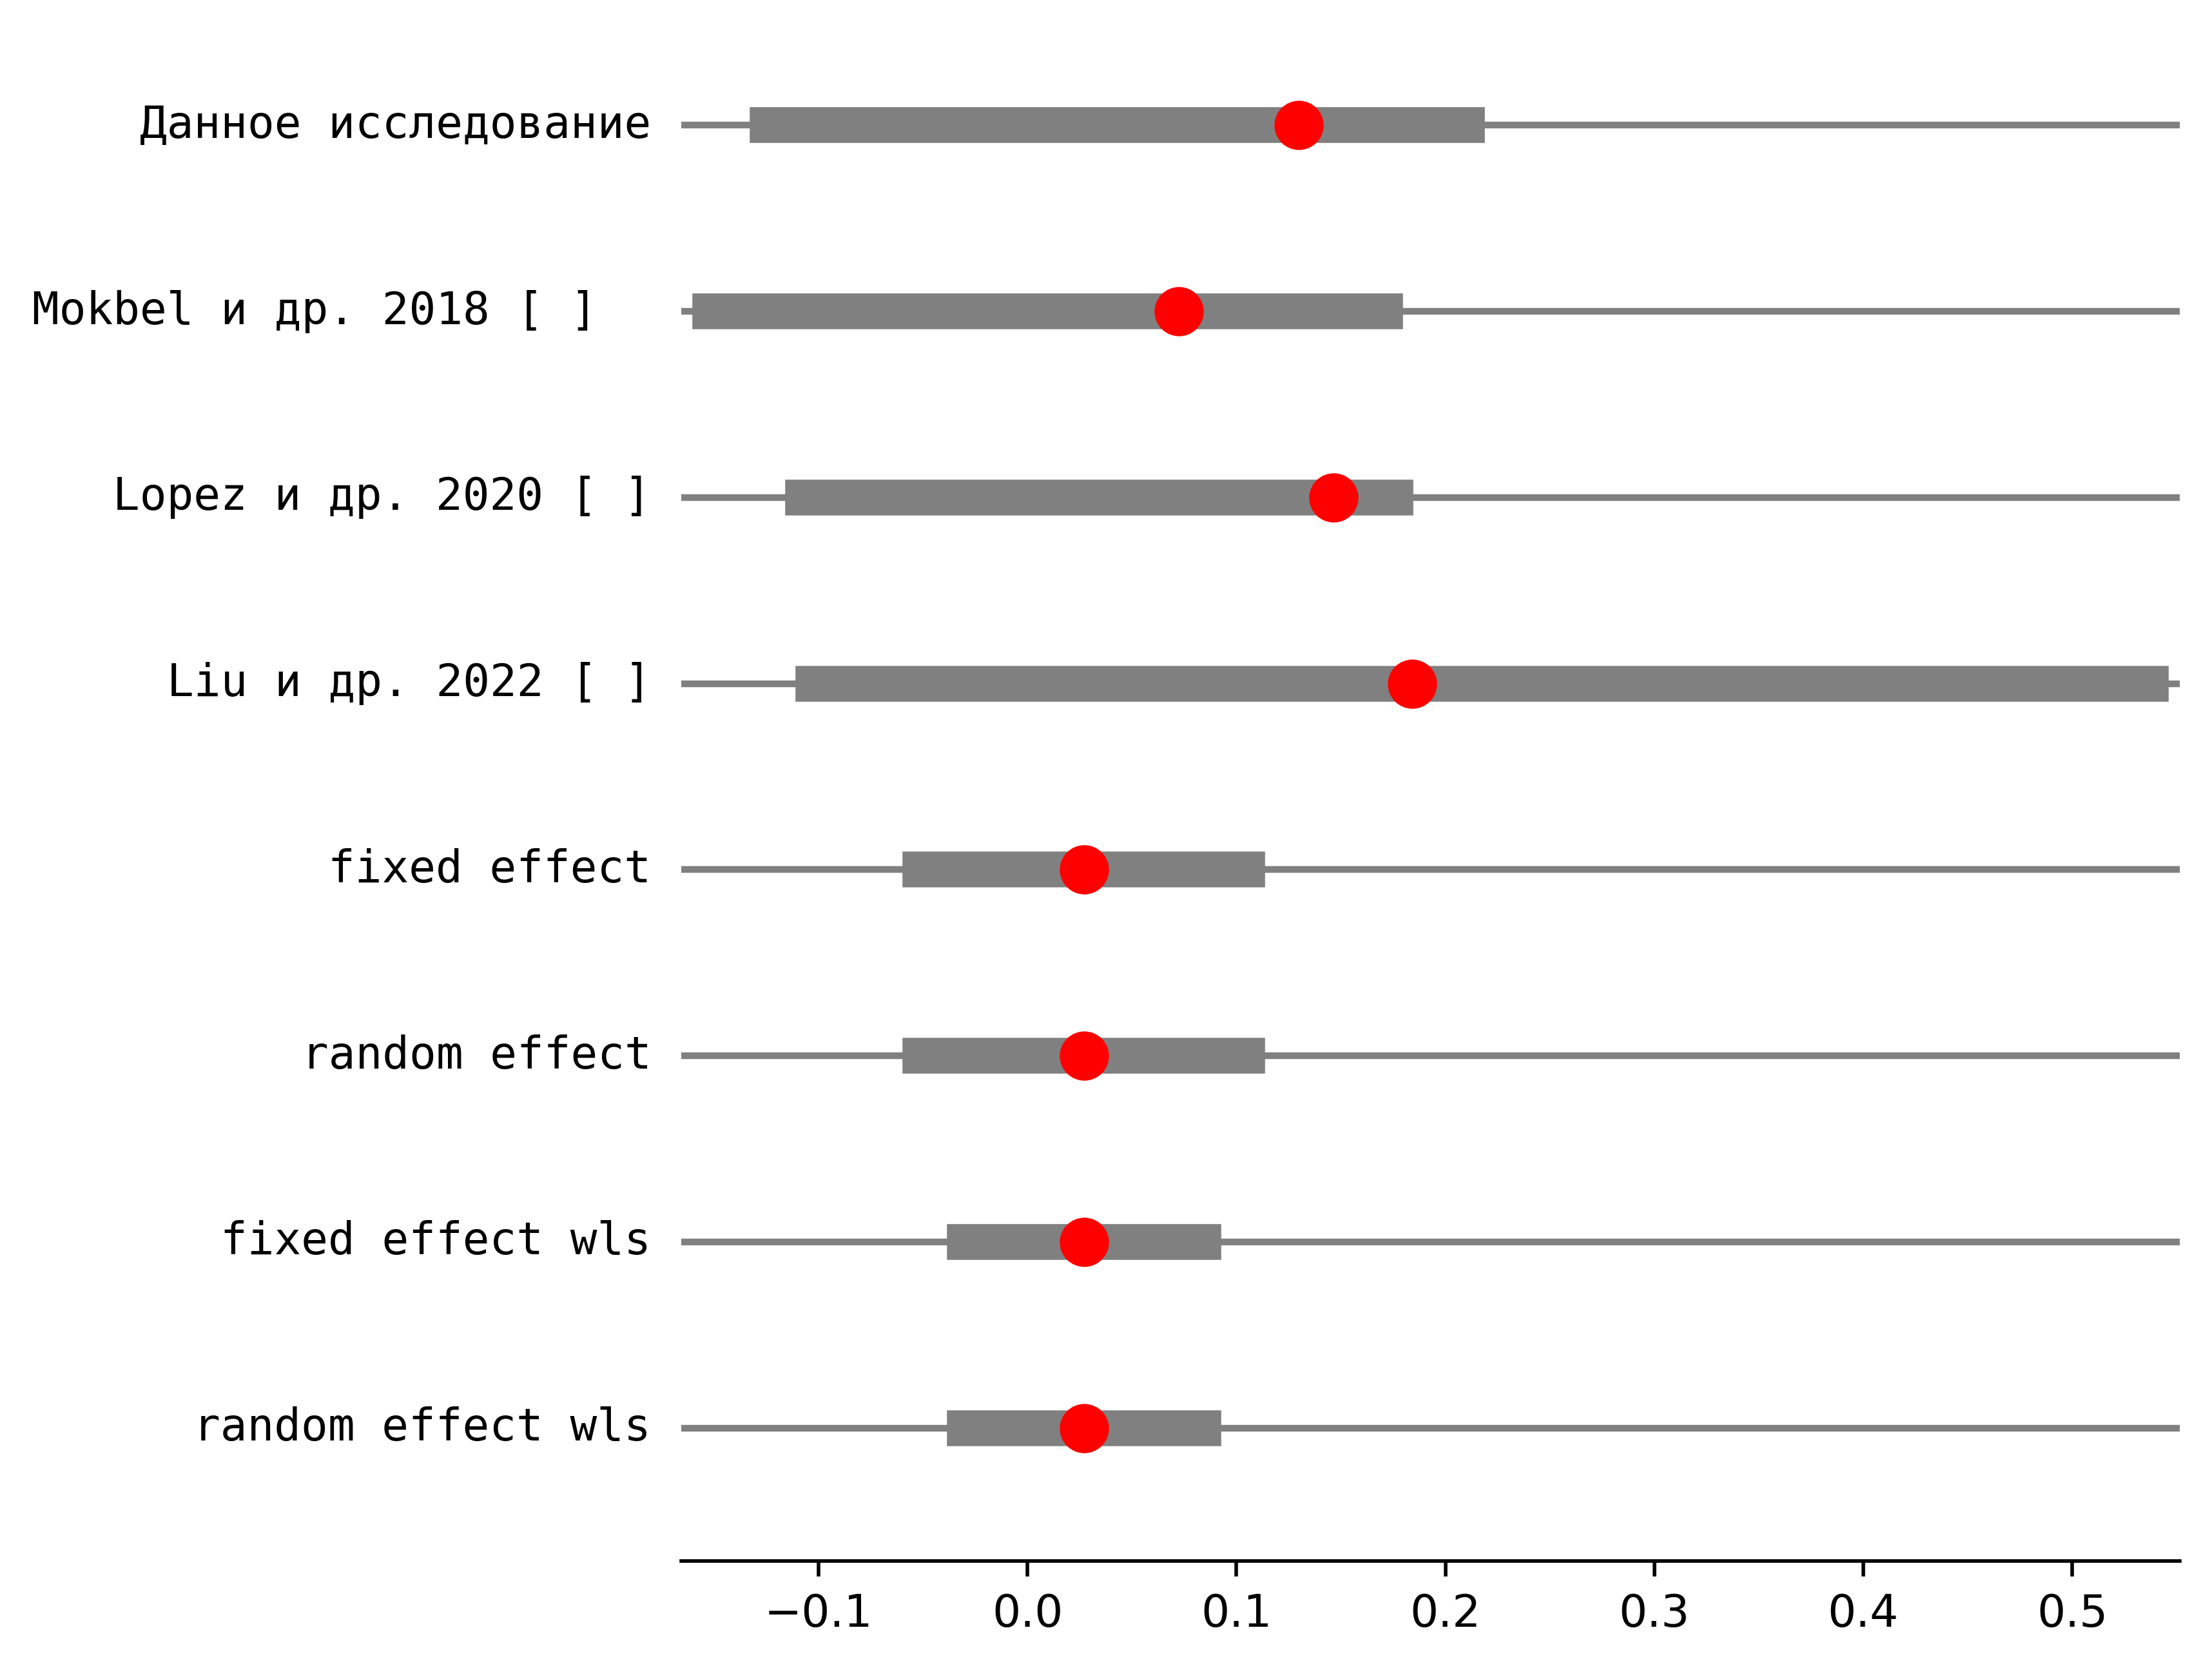 Данное исследование
Mokbel и др. 2018 [ ]
Lopez и др. 2020 [ ]
Liu и др. 2022 [ ]
fixed effect
random effect
fixed effect wls
random effect wls
−0.1 0.0 0.1 0.2 0.3 0.4 0.5